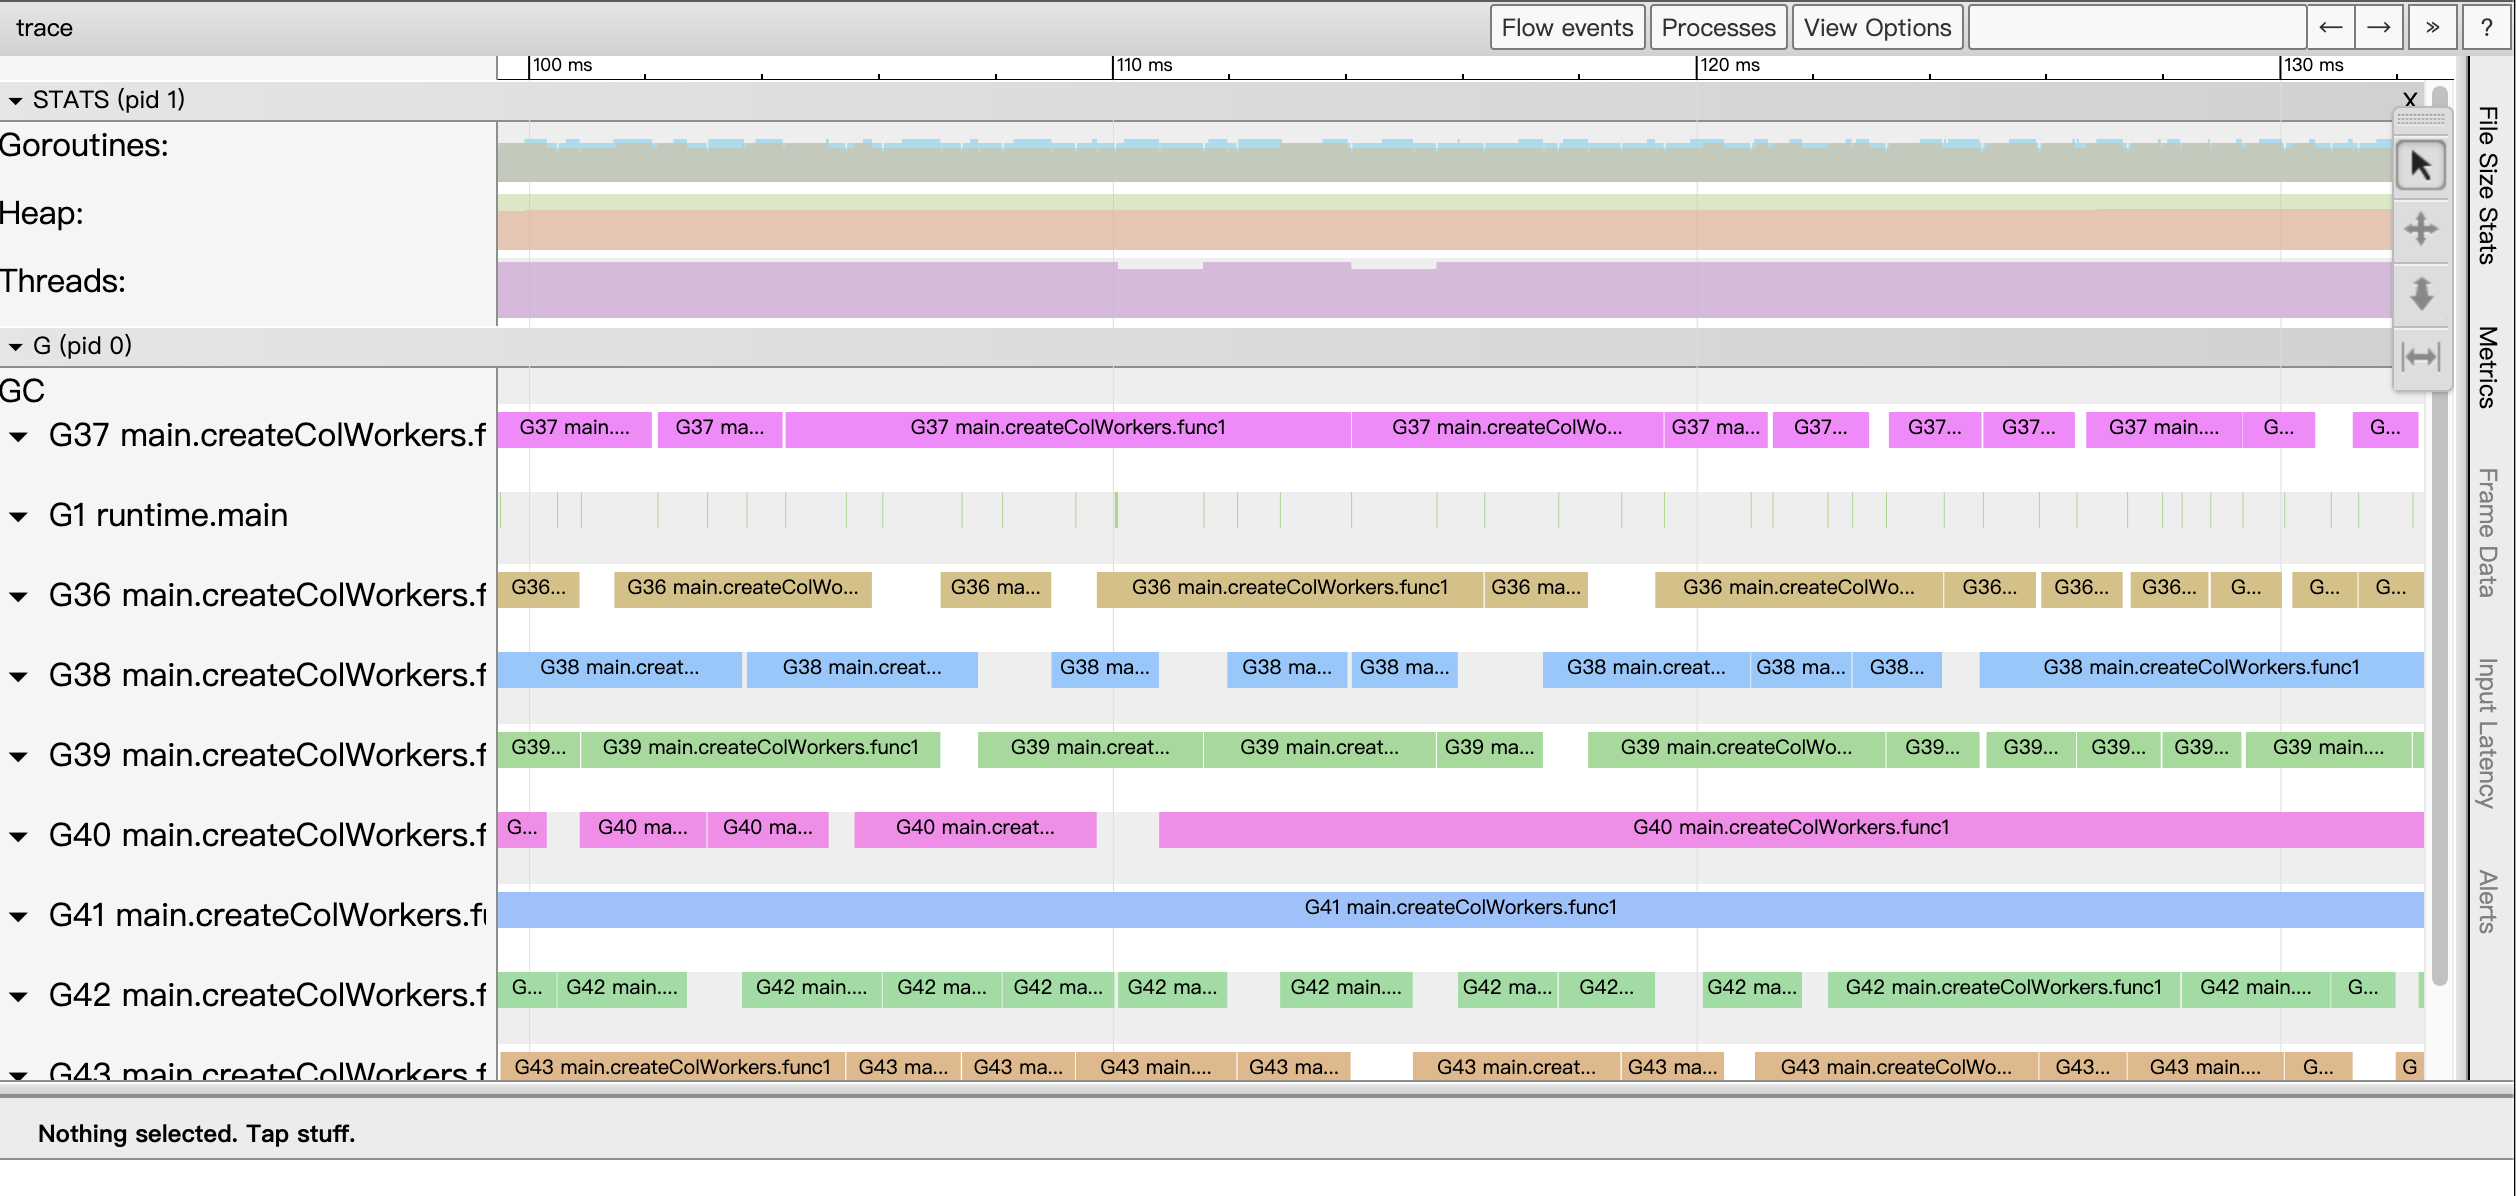 trace Flow events Processes View Options ← → » ?
100 ms 110 ms 120 ms 130 ms
STATS (pid 1) X
Goroutines:
Heap:
Threads:
G (pid 0)
GC
G37 main.createColWorkers.f G37 main.... G37 ma... G37 main.createColWorkers.func1 G37 main.createColWo... G37 ma... G37... G37... G37... G37 main.... G... G...
G1 runtime.main
G36 main.createColWorkers.f G36... G36 main.createColWo... G36 ma... G36 main.createColWorkers.func1 G36 ma... G36 main.createColWo... G36... G36... G36... G... G... G...
G38 main.createColWorkers.f G38 main.creat... G38 main.creat... G38 ma... G38 ma... G38 ma... G38 main.creat... G38 ma... G38... G38 main.createColWorkers.func1
G39 main.createColWorkers.f G39... G39 main.createColWorkers.func1 G39 main.creat... G39 main.creat... G39 ma... G39 main.createColWo... G39... G39... G39... G39... G39 main....
G40 main.createColWorkers.f G... G40 ma... G40 ma... G40 main.creat... G40 main.createColWorkers.func1
G41 main.createColWorkers.fu G41 main.createColWorkers.func1
G42 main.createColWorkers.f G... G42 main.... G42 main.... G42 ma... G42 ma... G42 ma... G42 main.... G42 ma... G42... G42 ma... G42 main.createColWorkers.func1 G42 main.... G...
G43 main.createColWorkers.f G43 main.createColWorkers.func1 G43 ma... G43 ma... G43 main.... G43 ma... G43 main.creat... G43 ma... G43 main.createColWo... G43... G43 main.... G... G
File Size Stats
Metrics
Frame Data
Input Latency
Alerts
Nothing selected. Tap stuff.